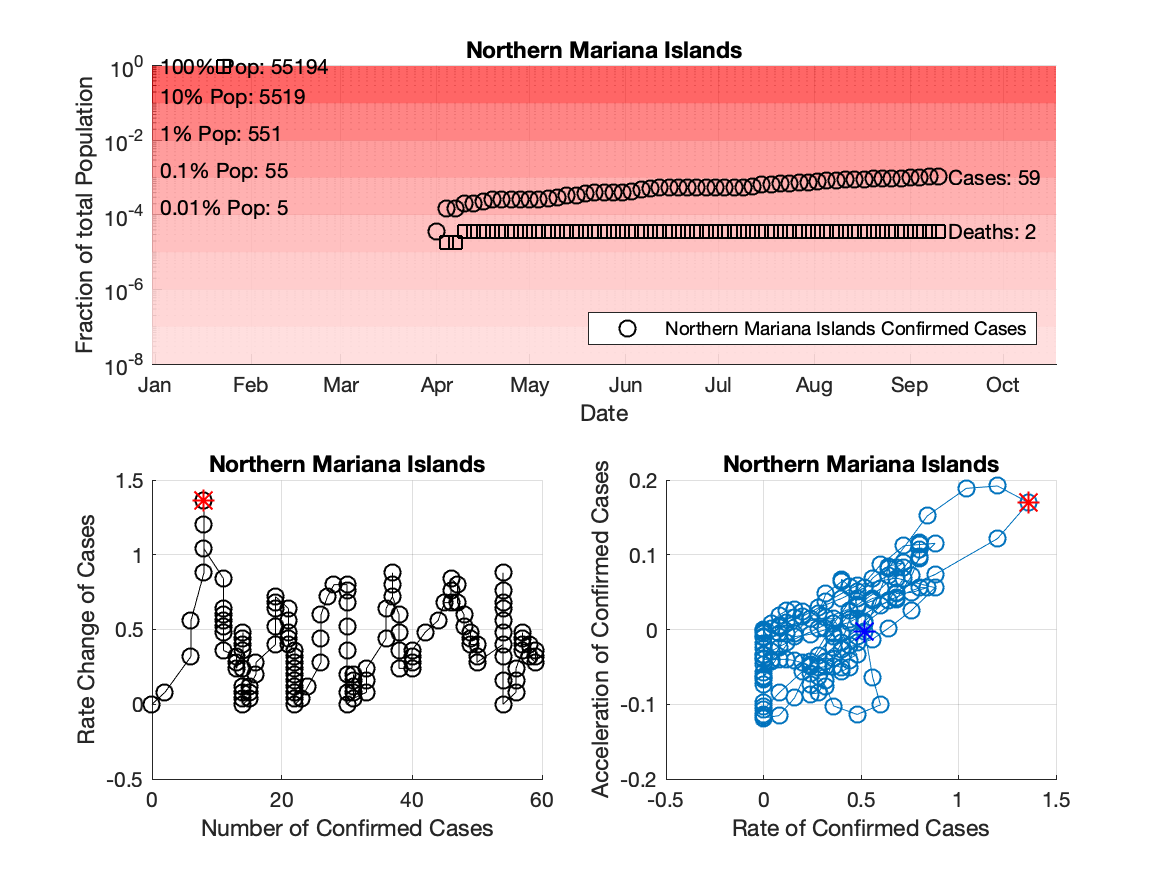 Northern Mariana Islands
Fraction of total Population
10^0
10^-2
10^-4
10^-6
10^-8
100% Pop: 55194
10% Pop: 5519
1% Pop: 551
0.1% Pop: 55
0.01% Pop: 5
Cases: 59
Deaths: 2
Northern Mariana Islands Confirmed Cases
Jan Feb Mar Apr May Jun Jul Aug Sep Oct
Date
Northern Mariana Islands
Rate Change of Cases
1.5
1
0.5
0
-0.5
0 20 40 60
Number of Confirmed Cases
Northern Mariana Islands
Acceleration of Confirmed Cases
0.2
0.1
0
-0.1
-0.2
-0.5 0 0.5 1 1.5
Rate of Confirmed Cases